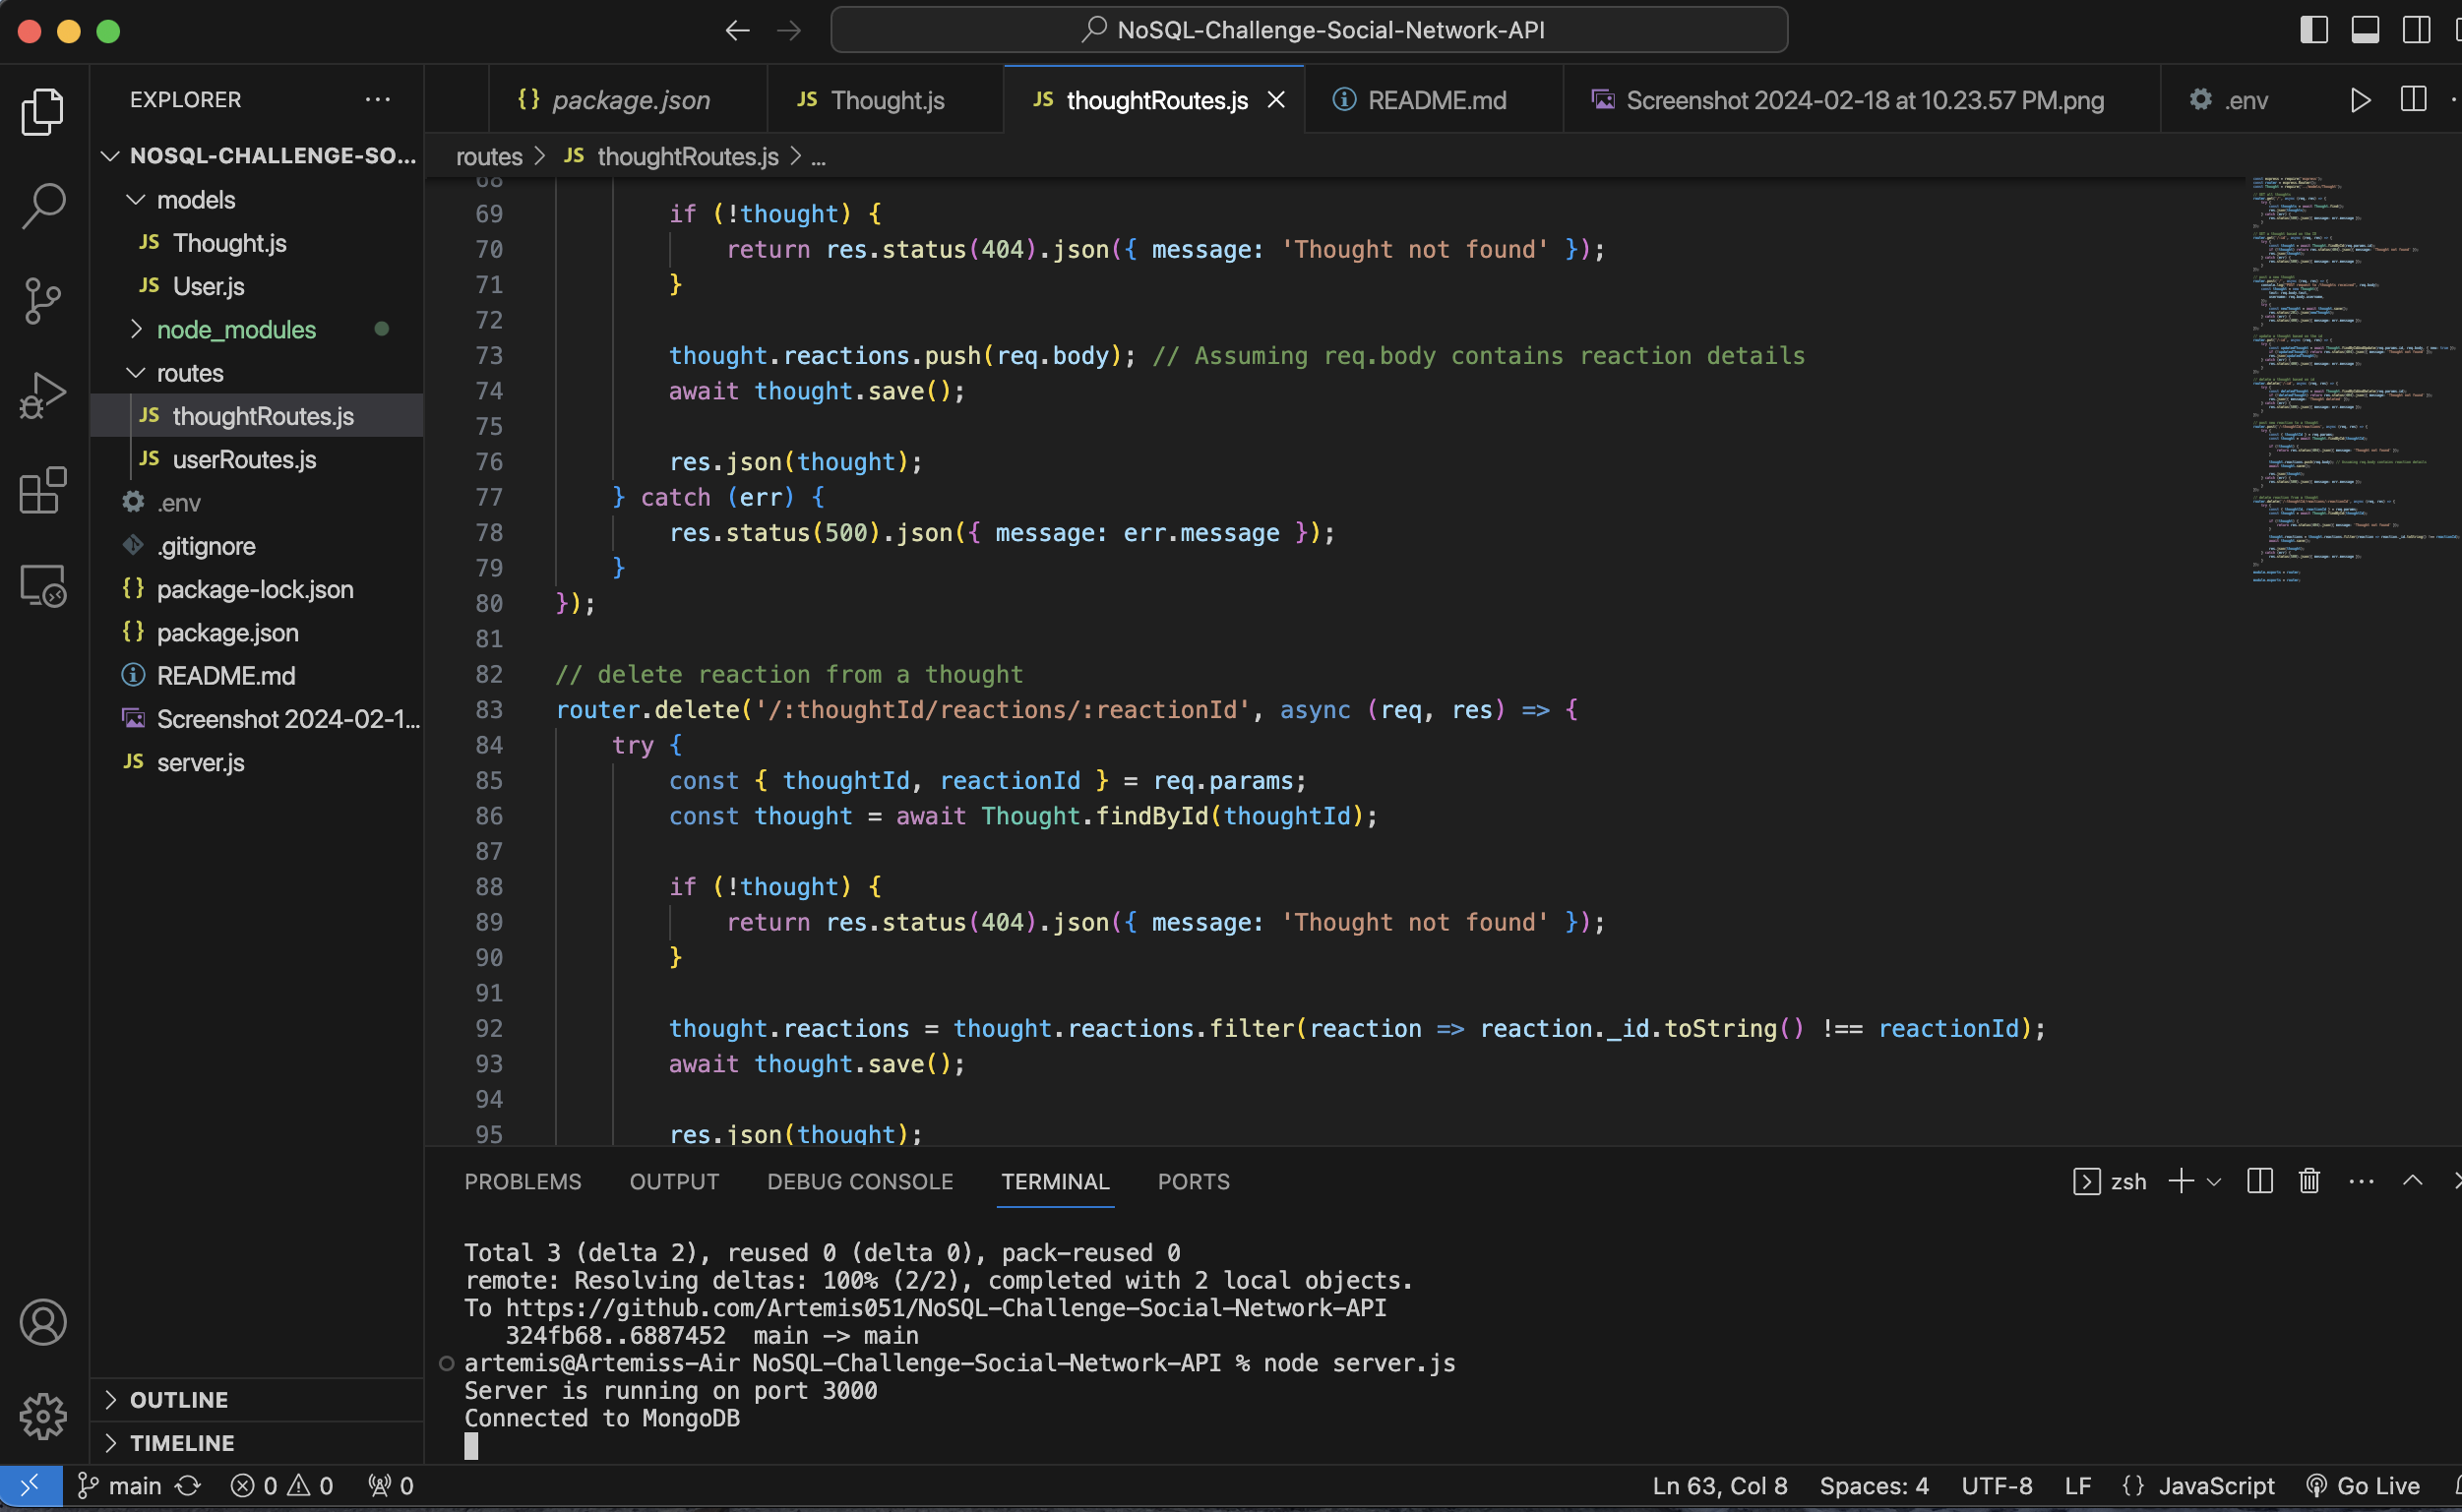 NoSQL-Challenge-Social-Network-API
EXPLORER
NOSQL-CHALLENGE-SO...
models
JS Thought.js
JS User.js
node_modules
routes
JS thoughtRoutes.js
JS userRoutes.js
.env
.gitignore
{} package-lock.json
{} package.json
README.md
Screenshot 2024-02-1...
JS server.js
OUTLINE
TIMELINE
{} package.json
JS Thought.js
JS thoughtRoutes.js
README.md
Screenshot 2024-02-18 at 10.23.57 PM.png
.env
routes > JS thoughtRoutes.js > ...
68
69 if (!thought) {
70 return res.status(404).json({ message: 'Thought not found' });
71 }
72
73 thought.reactions.push(req.body); // Assuming req.body contains reaction details
74 await thought.save();
75
76 res.json(thought);
77 } catch (err) {
78 res.status(500).json({ message: err.message });
79 }
80 });
81
82 // delete reaction from a thought
83 router.delete('/:thoughtId/reactions/:reactionId', async (req, res) => {
84 try {
85 const { thoughtId, reactionId } = req.params;
86 const thought = await Thought.findById(thoughtId);
87
88 if (!thought) {
89 return res.status(404).json({ message: 'Thought not found' });
90 }
91
92 thought.reactions = thought.reactions.filter(reaction => reaction._id.toString() !== reactionId);
93 await thought.save();
94
95 res.json(thought);
PROBLEMS OUTPUT DEBUG CONSOLE TERMINAL PORTS
zsh
Total 3 (delta 2), reused 0 (delta 0), pack-reused 0
remote: Resolving deltas: 100% (2/2), completed with 2 local objects.
To https://github.com/Artemis051/NoSQL-Challenge-Social-Network-API
324fb68..6887452 main -> main
artemis@Artemiss-Air NoSQL-Challenge-Social-Network-API % node server.js
Server is running on port 3000
Connected to MongoDB
main 0 0 0
Ln 63, Col 8 Spaces: 4 UTF-8 LF {} JavaScript Go Live